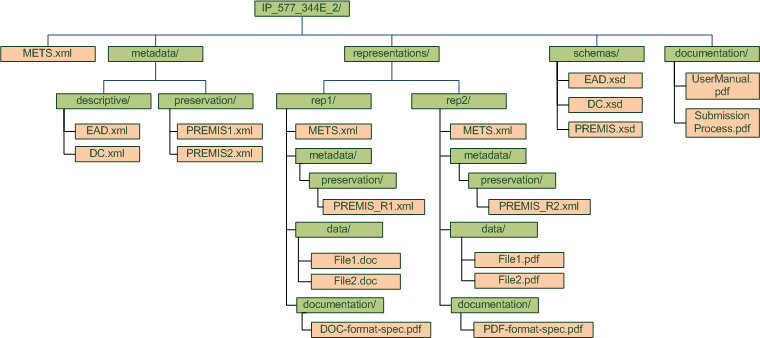 IP_577_344E_2/
METS.xml
metadata/
representations/
schemas/
documentation/
descriptive/
preservation/
EAD.xml
DC.xml
PREMIS1.xml
PREMIS2.xml
rep1/
METS.xml
metadata/
preservation/
PREMIS_R1.xml
data/
File1.doc
File2.doc
documentation/
DOC-format-spec.pdf
rep2/
METS.xml
metadata/
preservation/
PREMIS_R2.xml
data/
File1.pdf
File2.pdf
documentation/
PDF-format-spec.pdf
EAD.xsd
DC.xsd
PREMIS.xsd
UserManual.
pdf
Submission
Process.pdf